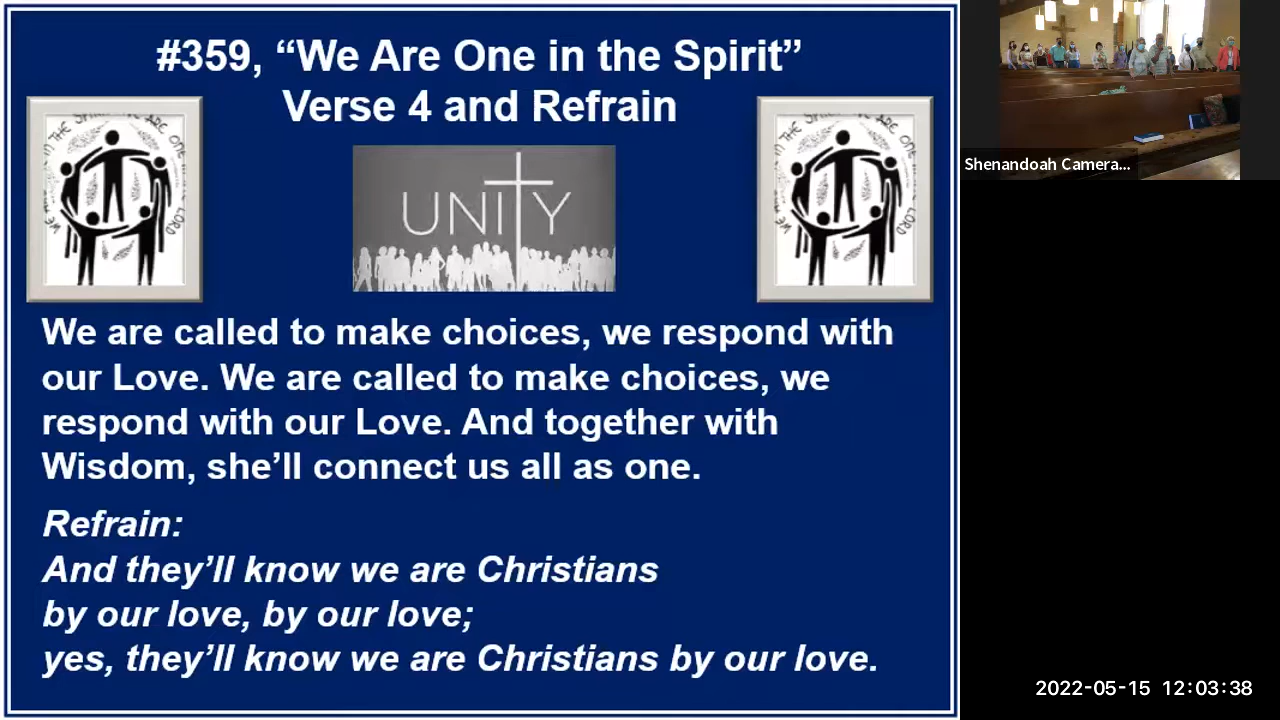 #359, “We Are One in the Spirit”
Verse 4 and Refrain
UNITY
We are called to make choices, we respond with
our Love. We are called to make choices, we
respond with our Love. And together with
Wisdom, she’ll connect us all as one.
Refrain:
And they’ll know we are Christians
by our love, by our love;
yes, they’ll know we are Christians by our love.
Shenandoah Camera...
2022-05-15 12:03:38